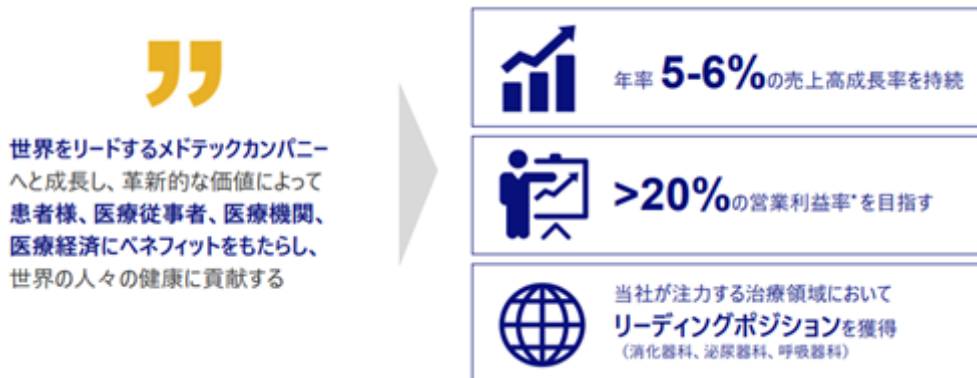 世界をリードするメドテックカンパニー
へと成長し、革新的な価値によって
患者様、医療従事者、医療機関、
医療経済にベネフィットをもたらし、
世界の人々の健康に貢献する
年率 5-6%の売上高成長率を持続
>20%の営業利益率*を目指す
当社が注力する治療領域において
リーディングポジションを獲得
（消化器科、泌尿器科、呼吸器科）